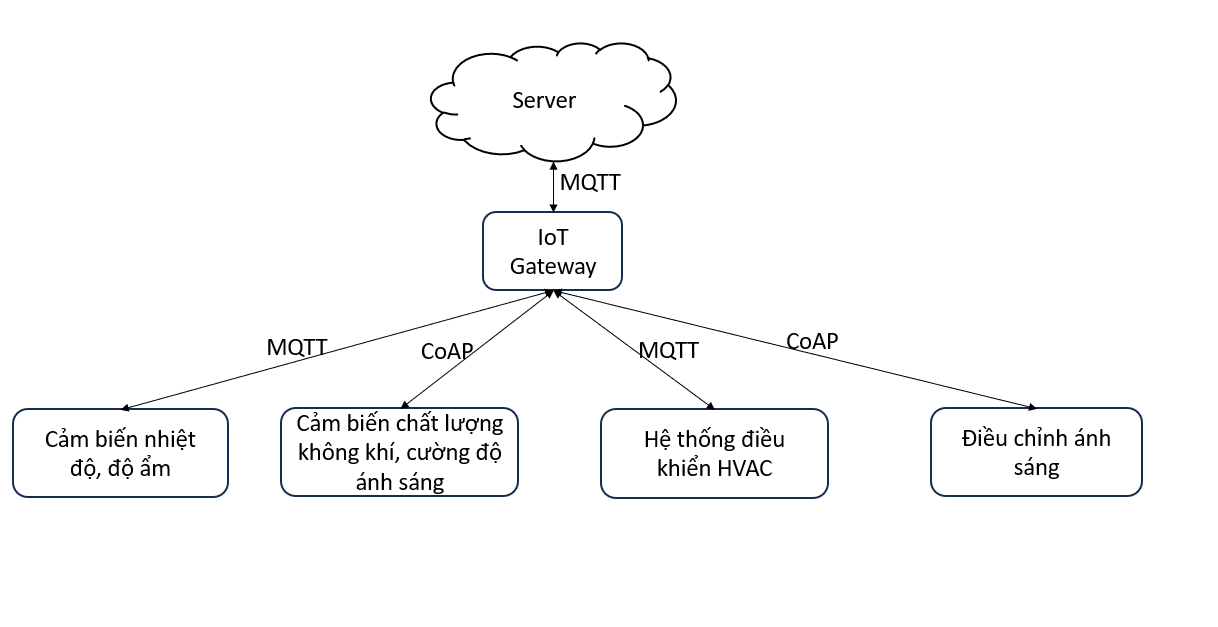 Server
MQTT
IoT
Gateway
MQTT
CoAP
MQTT
CoAP
Cảm biến nhiệt
độ, độ ẩm
Cảm biến chất lượng
không khí, cường độ
ánh sáng
Hệ thống điều
khiển HVAC
Điều chỉnh ánh
sáng